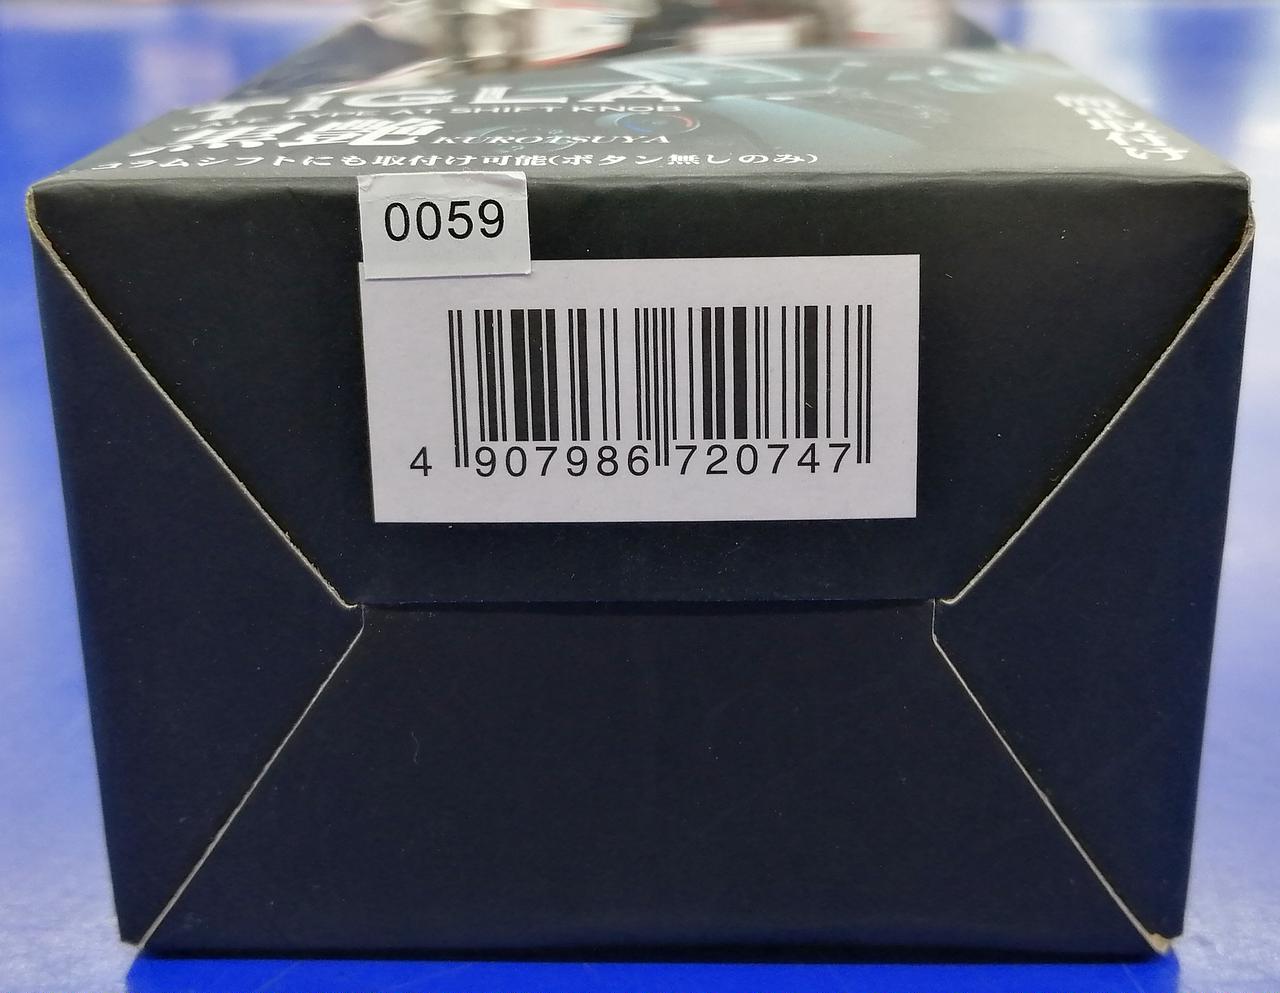 TIGLA
TYPE AT SHIFT KNOB
黒艶 KUROTSUYA
コラムシフトにも取付け可能(ボタン無しのみ)
0059
4 907986 720747